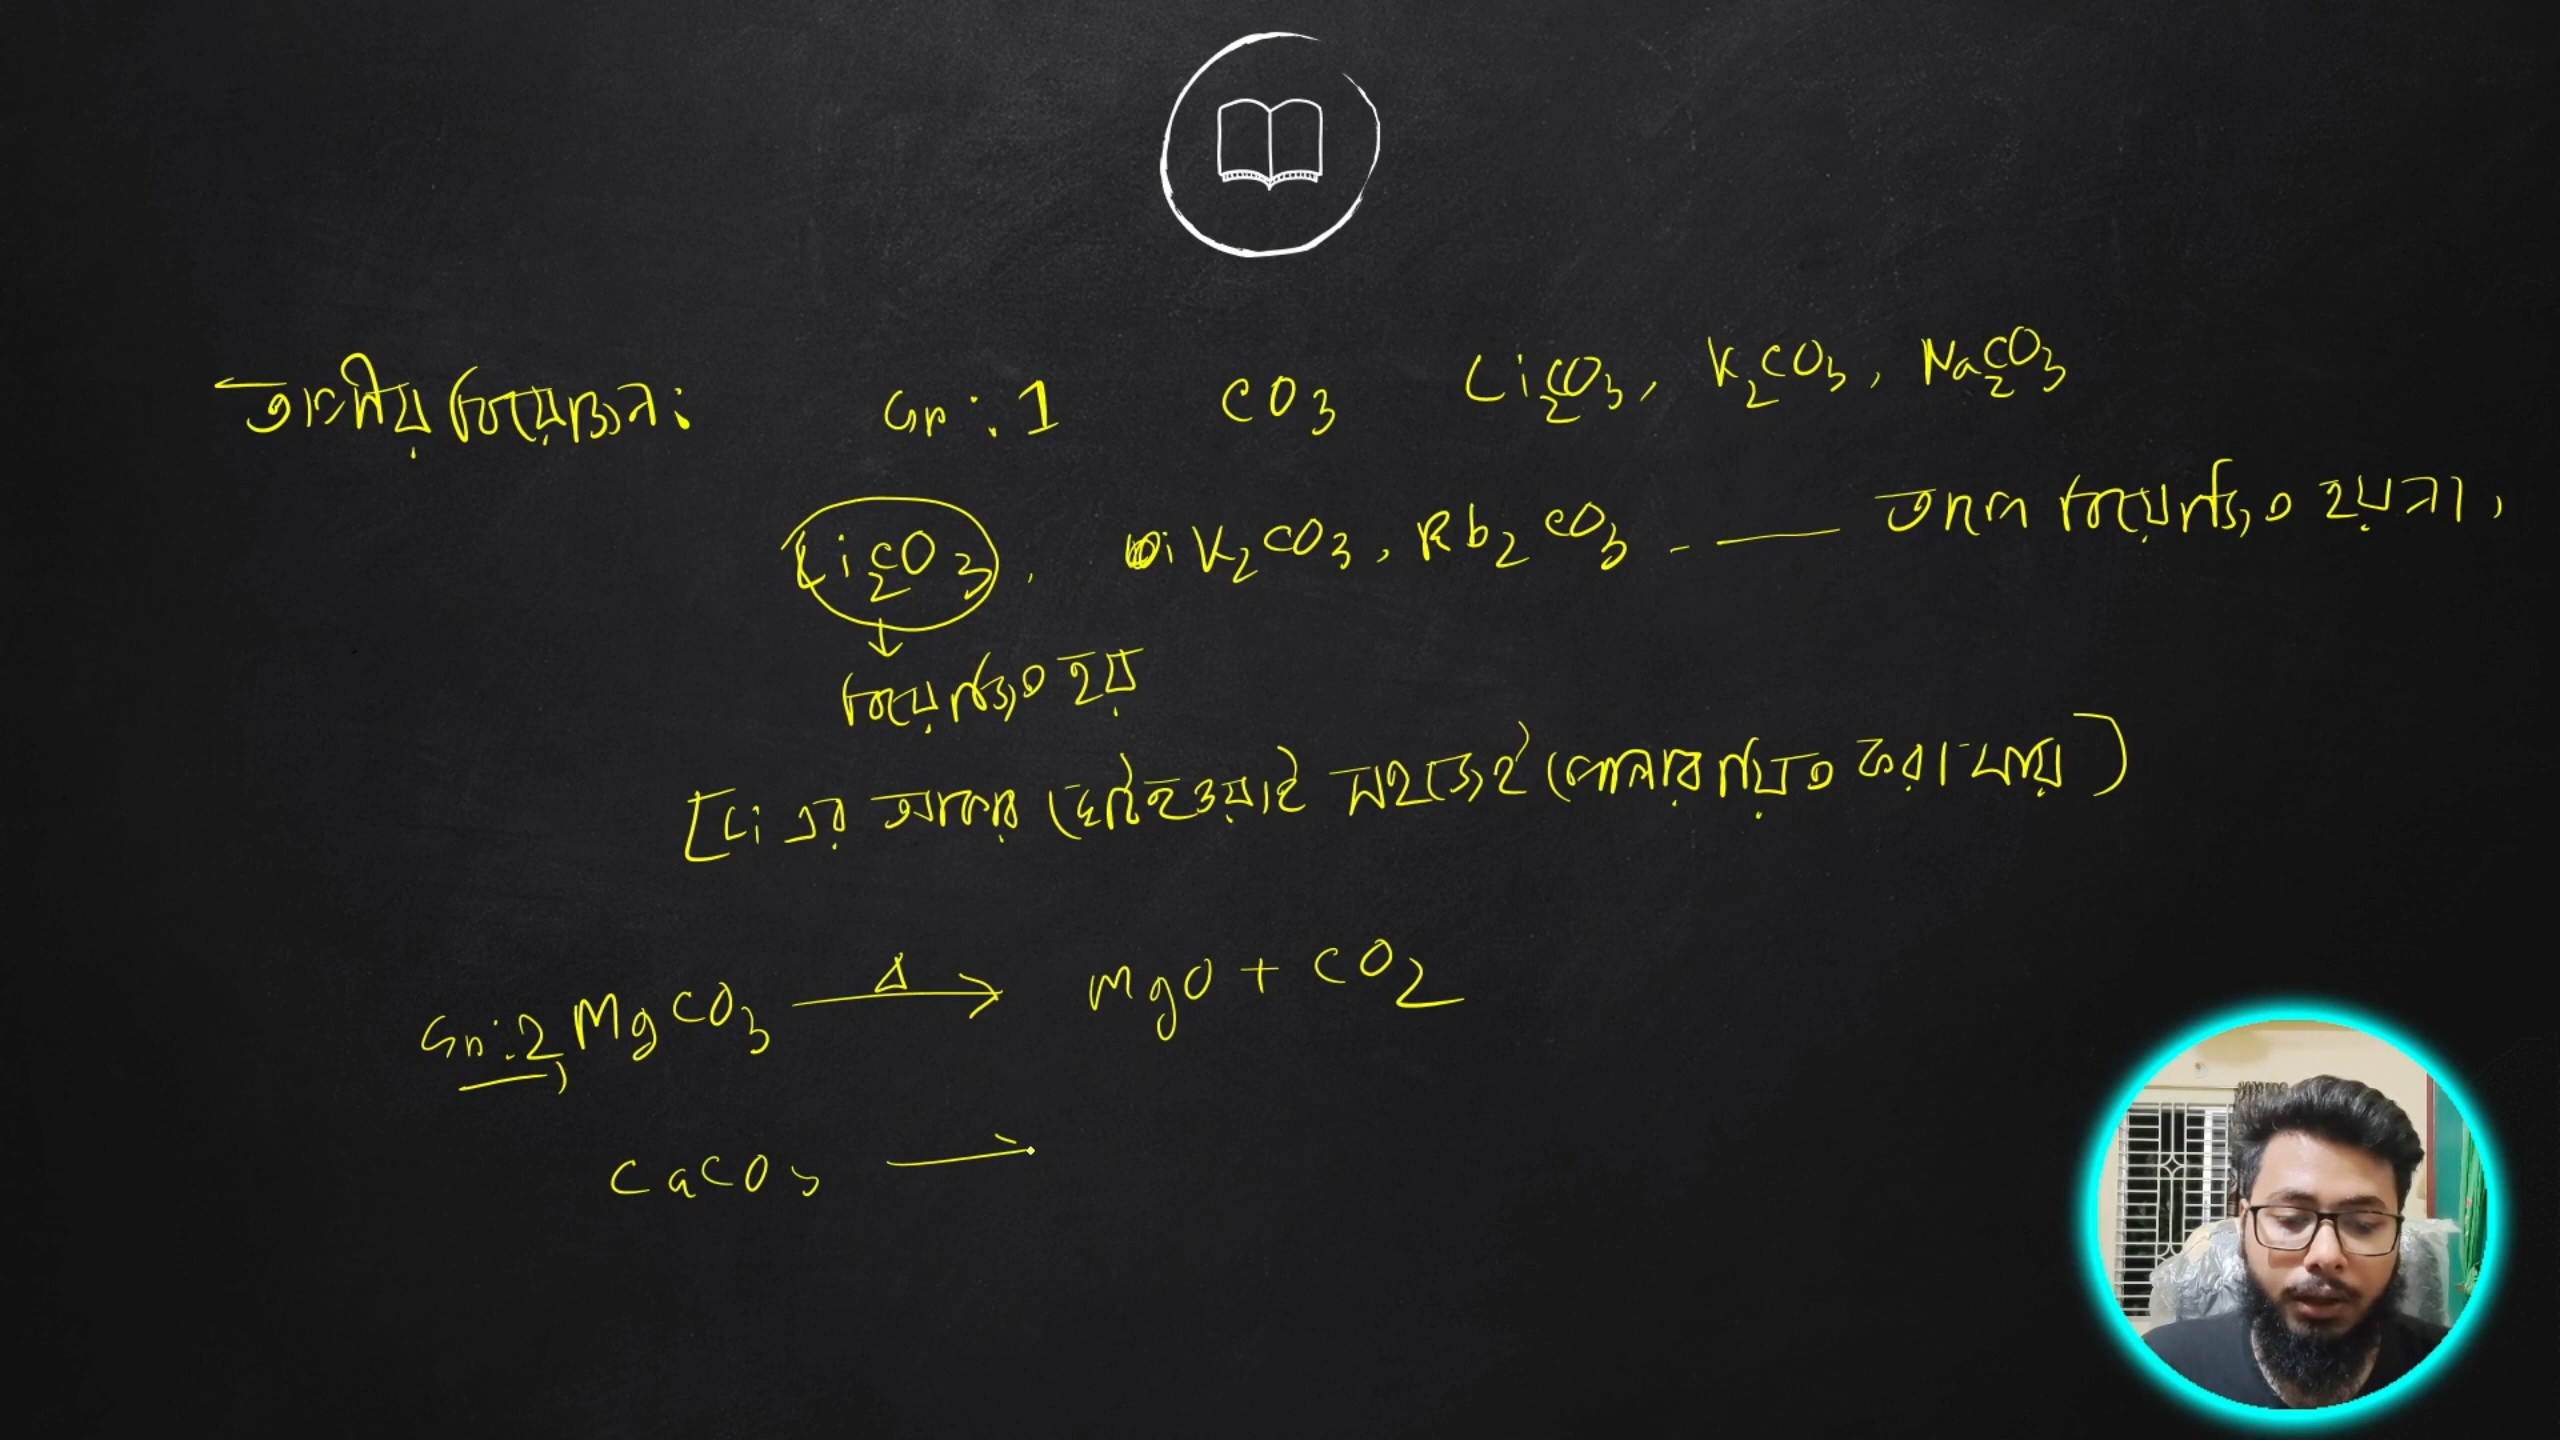 তাপীয় বিয়োজন: Gr: 1 CO3 Li2CO3, K2CO3, Na2CO3
Li2CO3, K2CO3, Rb2CO3 - — তাপে বিয়োজিত হয় না,
↓
বিয়োজিত হয়
[Li এর আকার ছোট হওয়াই সহজেই পোলারায়িত করা যায়)
Gr: 2 MgCO3 —Δ→ MgO + CO2
CaCO3 →